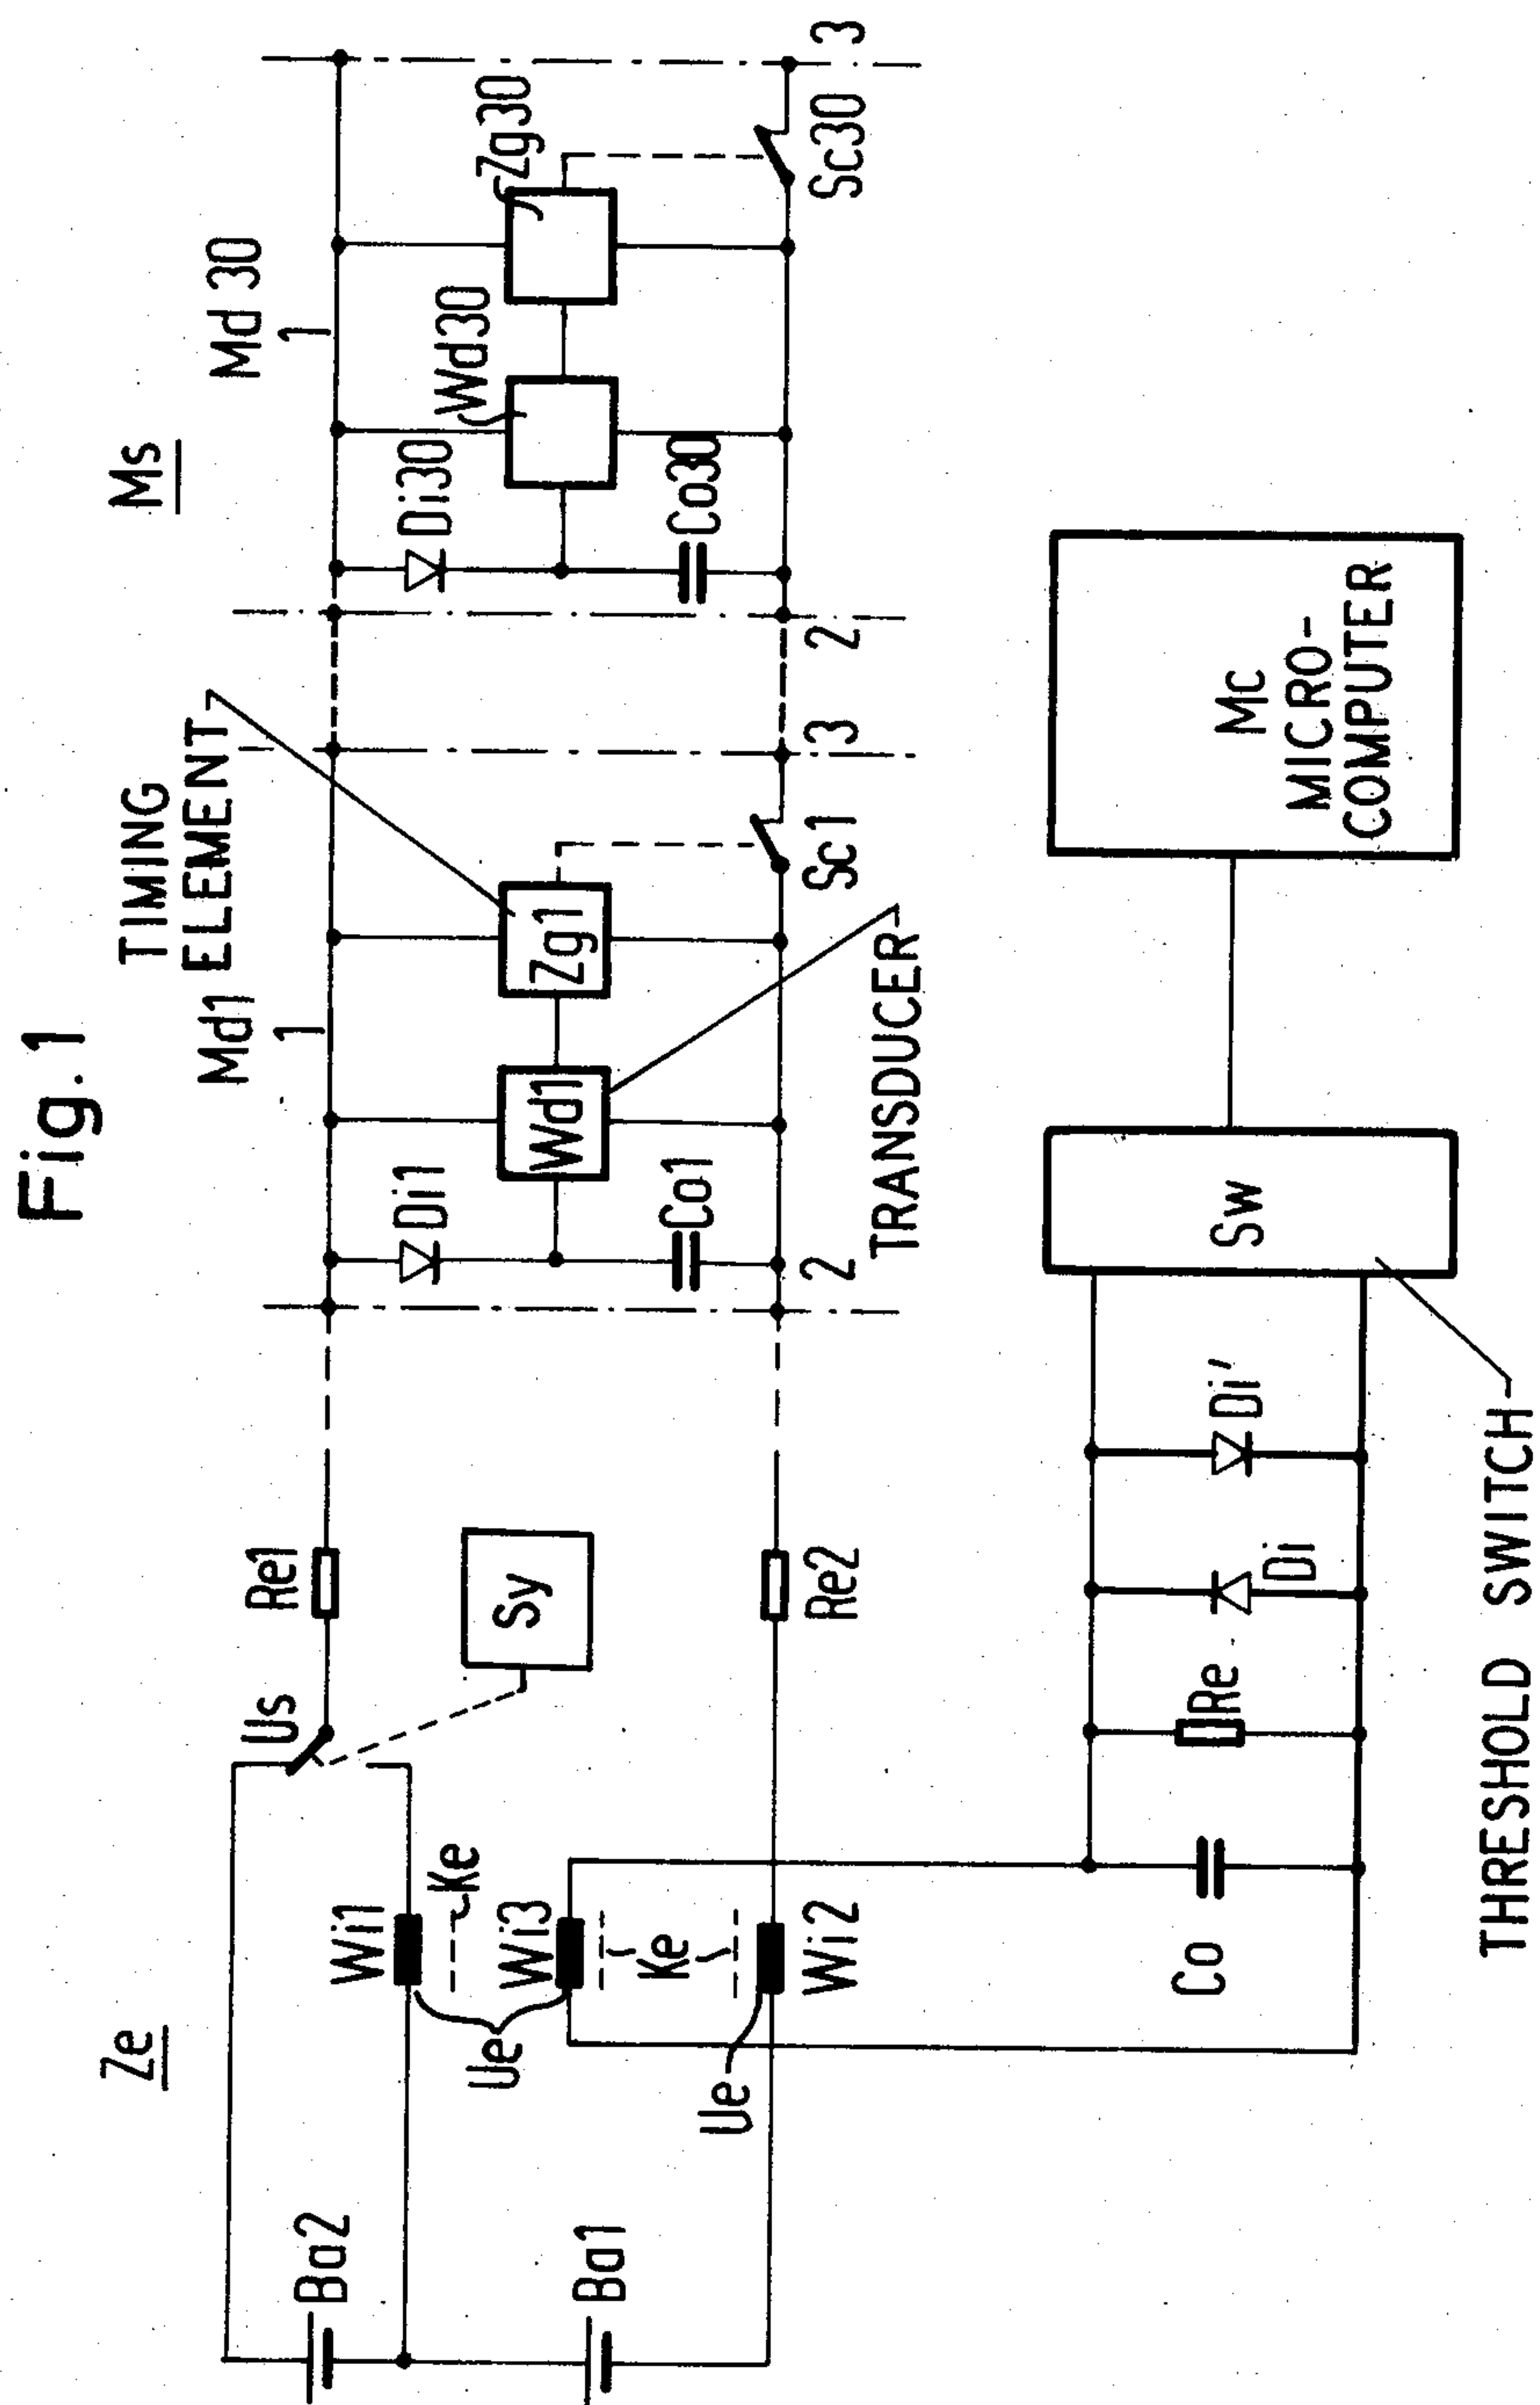 Fig. 1
Ze
Ms
TIMING
ELEMENT
Md1
1
Md 30
1
Ba2
Us
Re1
Di1
Wd1
Zg1
Di30
Wd30
Zg30
Wi1
Ke
Sy
Ue
Wi3
Ba1
Ke
Co1
Co30
Ue
Wi2
Re2
2
Sc1
3
2
Sc30
3
TRANSDUCER
Co
Re
Di
Di'
Sw
Mc
MICRO-
COMPUTER
THRESHOLD SWITCH